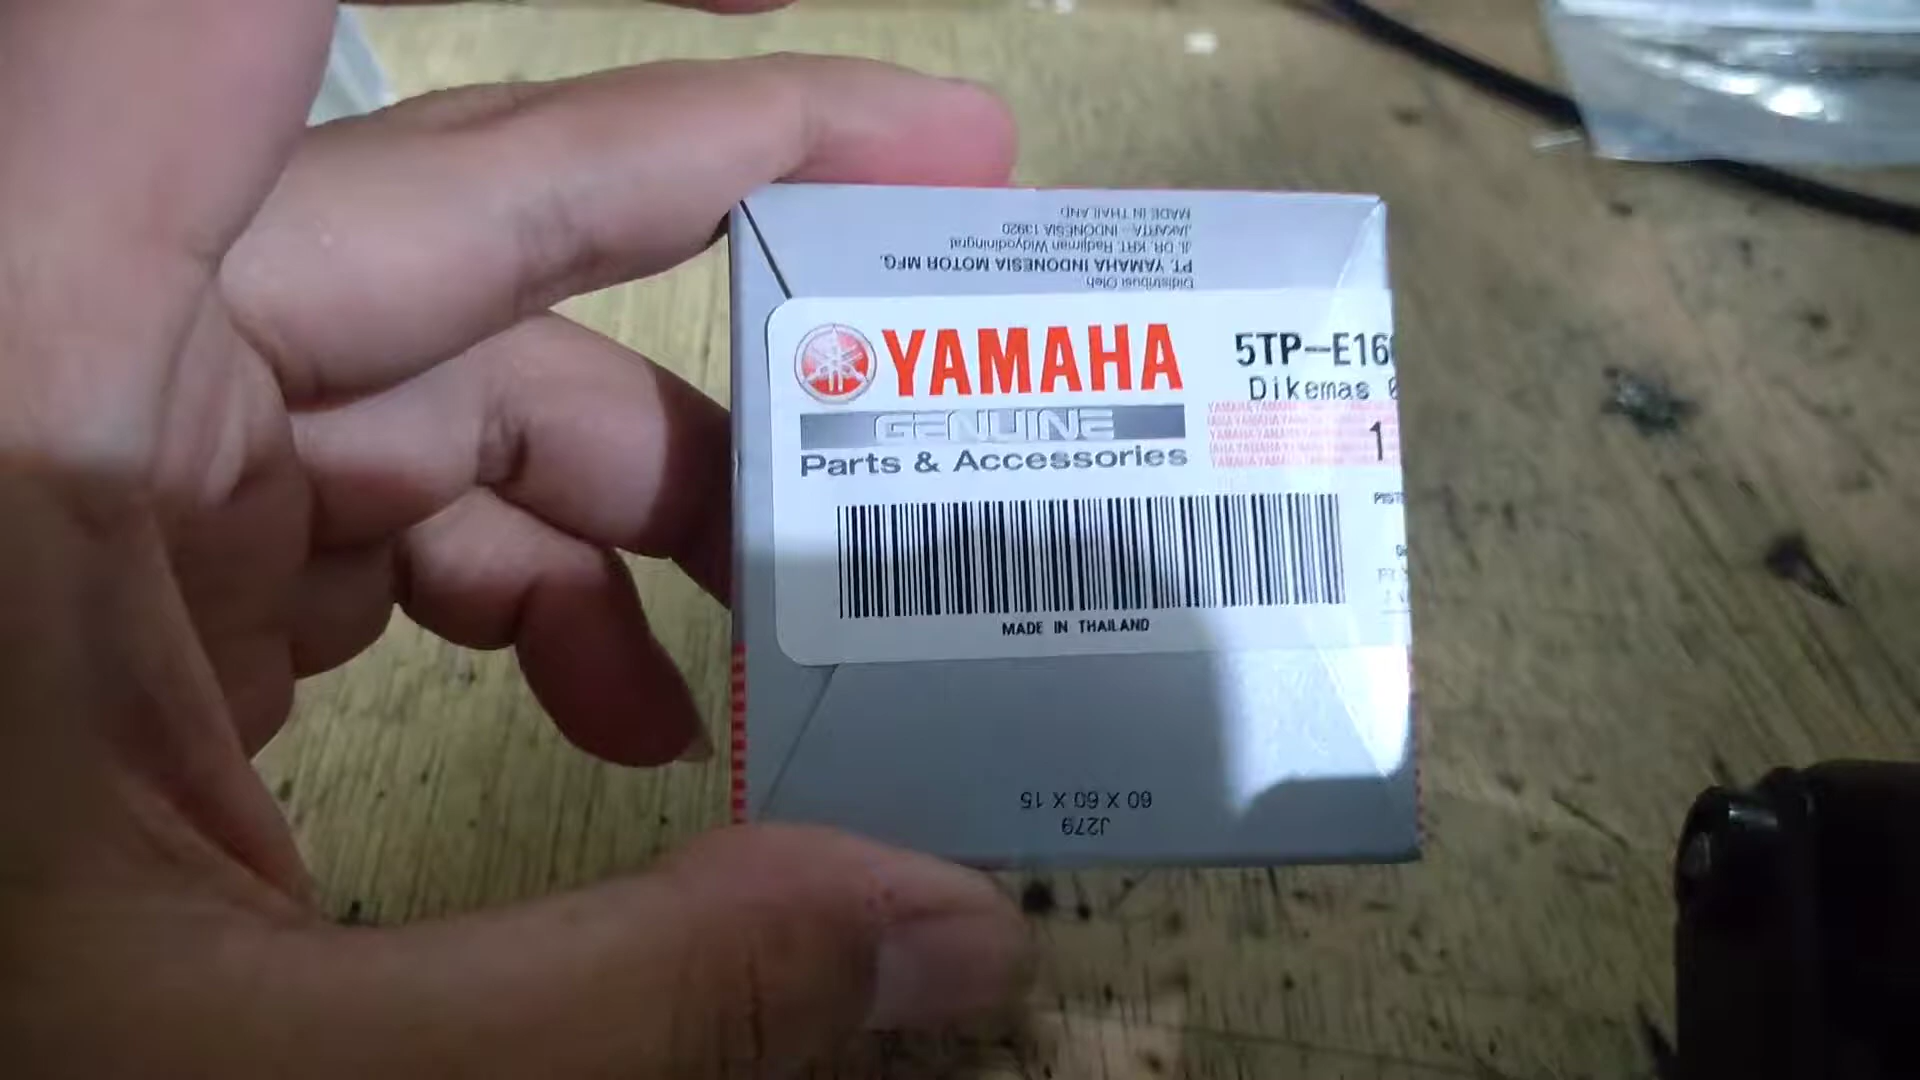 MADE IN THAILAND
JAKARTA - INDONESIA 13920
Jl. DR. KRT. Radjiman Widyodiningrat
PT. YAMAHA INDONESIA MOTOR MFG.
Didistribusi Oleh
YAMAHA
GENUINE
Parts & Accessories
5TP-E16
Dikemas
1
MADE IN THAILAND
60 X 60 X 15
J279